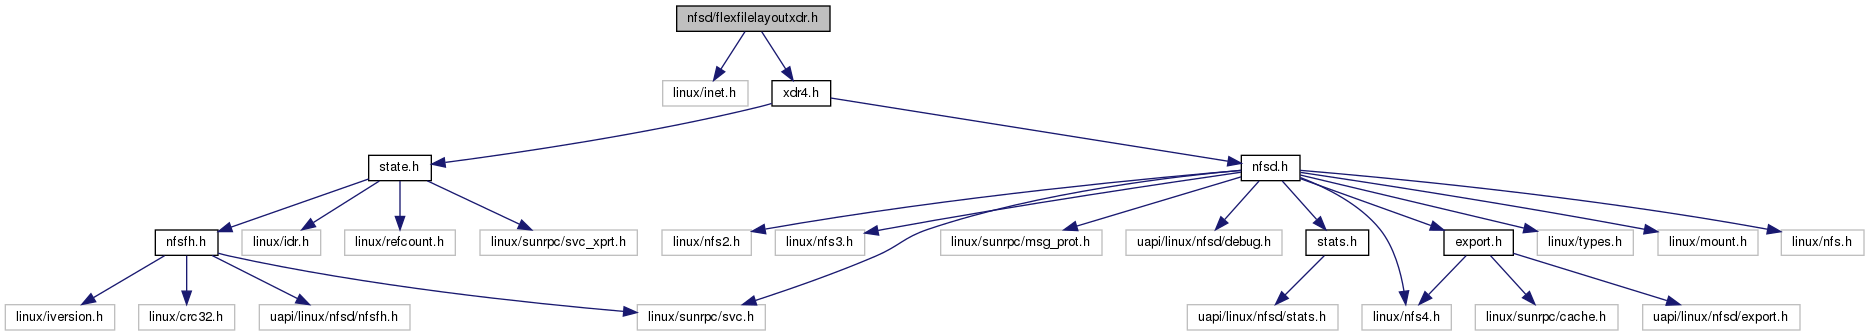 nfsd/flexfilelayoutxdr.h
linux/inet.h
xdr4.h
state.h
nfsd.h
nfsfh.h
linux/idr.h
linux/refcount.h
linux/sunrpc/svc_xprt.h
linux/nfs2.h
linux/nfs3.h
linux/sunrpc/msg_prot.h
uapi/linux/nfsd/debug.h
stats.h
export.h
linux/types.h
linux/mount.h
linux/nfs.h
linux/iversion.h
linux/crc32.h
uapi/linux/nfsd/nfsfh.h
linux/sunrpc/svc.h
uapi/linux/nfsd/stats.h
linux/nfs4.h
linux/sunrpc/cache.h
uapi/linux/nfsd/export.h